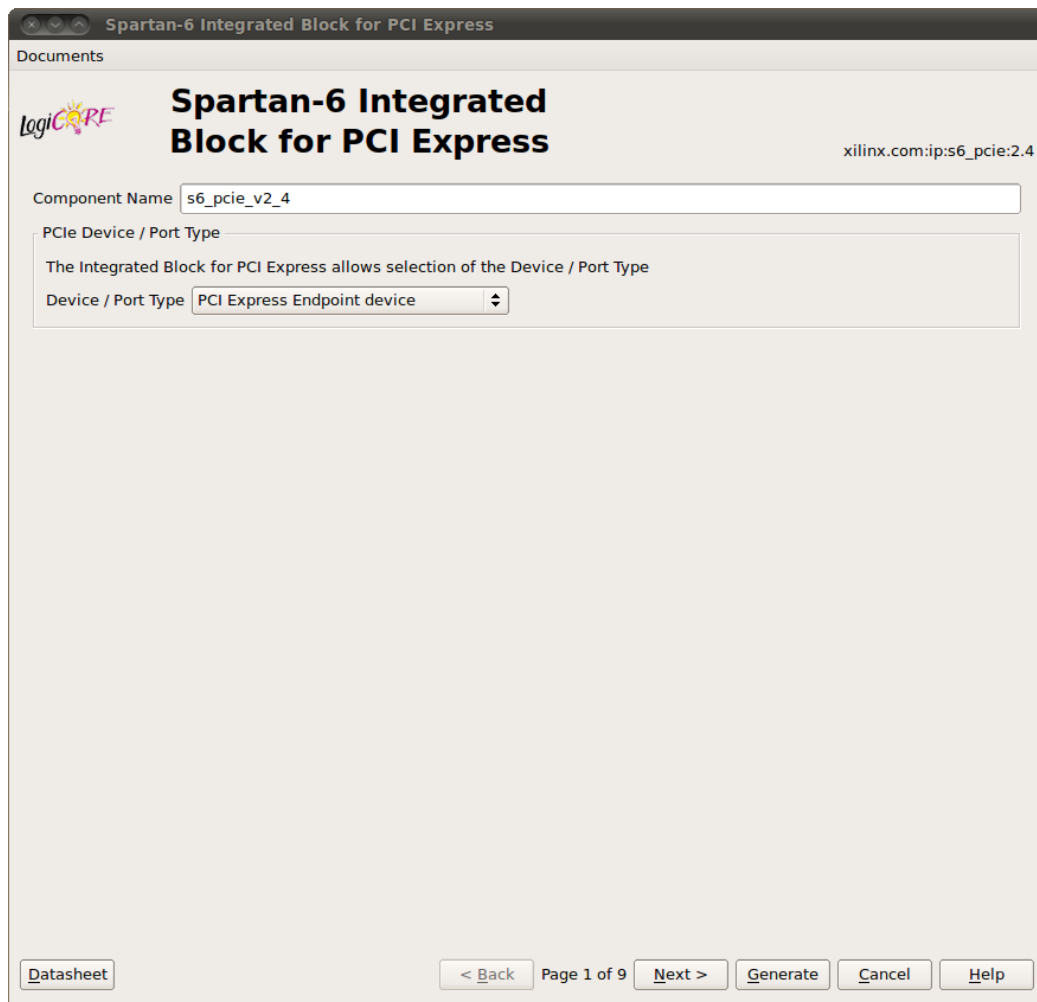 Spartan-6 Integrated Block for PCI Express
Documents
LogiCORE
Spartan-6 Integrated
Block for PCI Express
xilinx.com:ip:s6_pcie:2.4
Component Name s6_pcie_v2_4
PCIe Device / Port Type
The Integrated Block for PCI Express allows selection of the Device / Port Type
Device / Port Type PCI Express Endpoint device
Datasheet < Back Page 1 of 9 Next > Generate Cancel Help